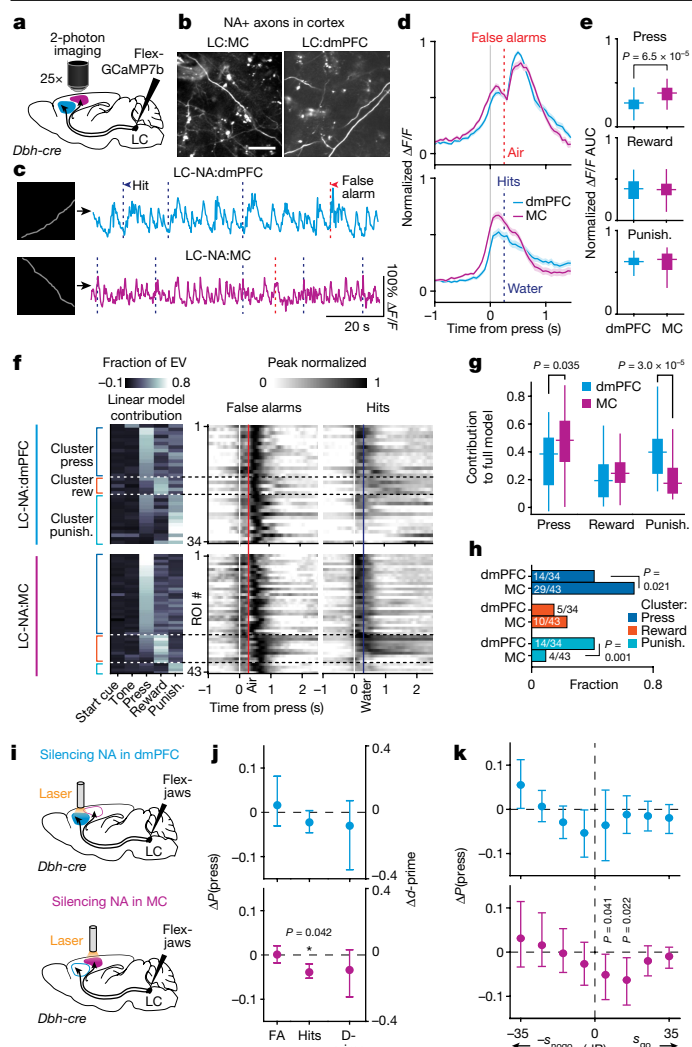 a
2-photon
imaging
25×
Flex-
GCaMP7b
LC
Dbh-cre
b
NA+ axons in cortex
LC:MC
LC:dmPFC
c
LC-NA:dmPFC
Hit
False
alarm
LC-NA:MC
100% ΔF/F
20 s
d
False alarms
1
0
Air
Normalized ΔF/F
Hits
dmPFC
MC
1
0
Water
–1
0
1
Time from press (s)
e
Press
P = 6.5 × 10⁻⁵
1
0
Reward
1
0
Normalized ΔF/F AUC
Punish.
1
0
dmPFC
MC
f
Fraction of EV
–0.1
0.8
Linear model
contribution
Peak normalized
0
1
False alarms
Hits
LC-NA:dmPFC
Cluster
press
Cluster
rew
Cluster
punish.
1
34
LC-NA:MC
1
ROI #
43
Start cue
Tone
Press
Reward
Punish.
–1
0
Air
1
2
–1
0
Water
1
2
Time from press (s)
g
P = 0.035
P = 3.0 × 10⁻⁵
dmPFC
MC
0.8
0.6
0.4
0.2
0
Contribution
to full model
Press
Reward
Punish.
h
dmPFC
14/34
P =
0.021
MC
29/43
dmPFC
5/34
MC
10/43
dmPFC
14/34
P =
0.001
MC
4/43
Cluster:
Press
Reward
Punish.
0
Fraction
0.8
i
Silencing NA in dmPFC
Laser
Flex-
jaws
LC
Dbh-cre
Silencing NA in MC
Laser
Flex-
jaws
LC
Dbh-cre
j
0.1
0
–0.1
0.4
0
–0.4
ΔP(press)
Δd-prime
P = 0.042
*
0.1
0
–0.1
0.4
0
–0.4
FA
Hits
D-
k
0.1
0
–0.1
ΔP(press)
0.1
0
–0.1
P = 0.041
P = 0.022
–35
0
35